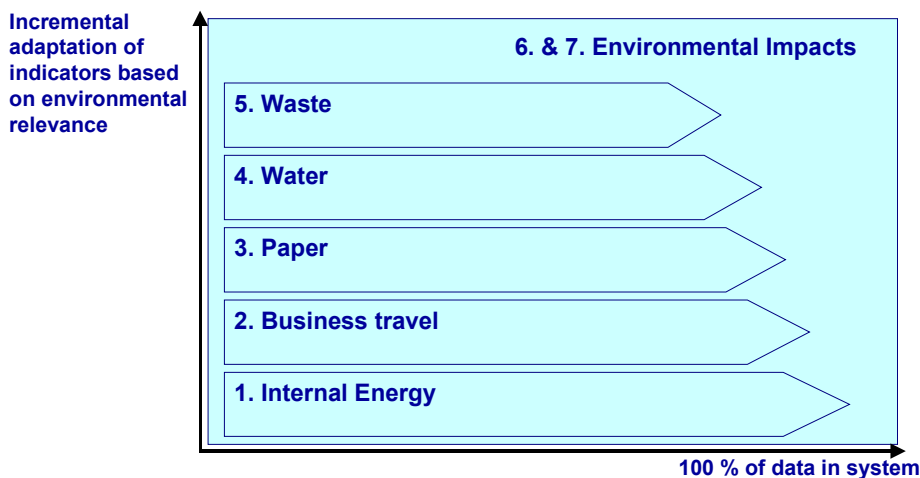 Incremental
adaptation of
indicators based
on environmental
relevance
6. & 7. Environmental Impacts
5. Waste
4. Water
3. Paper
2. Business travel
1. Internal Energy
100 % of data in system